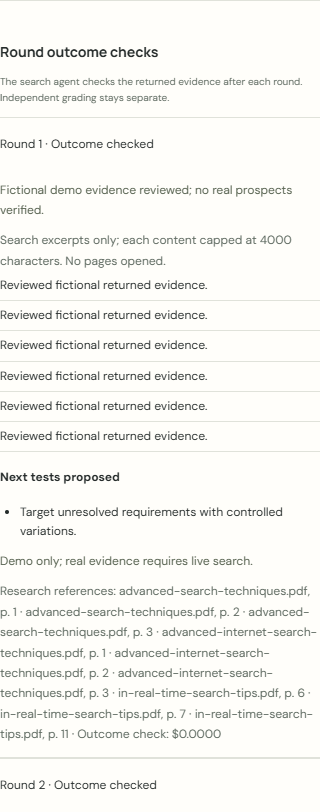 Round outcome checks
The search agent checks the returned evidence after each round.
Independent grading stays separate.
Round 1 · Outcome checked
Fictional demo evidence reviewed; no real prospects
verified.
Search excerpts only; each content capped at 4000
characters. No pages opened.
Reviewed fictional returned evidence.
Reviewed fictional returned evidence.
Reviewed fictional returned evidence.
Reviewed fictional returned evidence.
Reviewed fictional returned evidence.
Reviewed fictional returned evidence.
Next tests proposed
• Target unresolved requirements with controlled
variations.
Demo only; real evidence requires live search.
Research references: advanced-search-techniques.pdf,
p. 1 · advanced-search-techniques.pdf, p. 2 · advanced-
search-techniques.pdf, p. 3 · advanced-internet-search-
techniques.pdf, p. 1 · advanced-internet-search-
techniques.pdf, p. 2 · advanced-internet-search-
techniques.pdf, p. 3 · in-real-time-search-tips.pdf, p. 6 ·
in-real-time-search-tips.pdf, p. 7 · in-real-time-search-
tips.pdf, p. 11 · Outcome check: $0.0000
Round 2 · Outcome checked